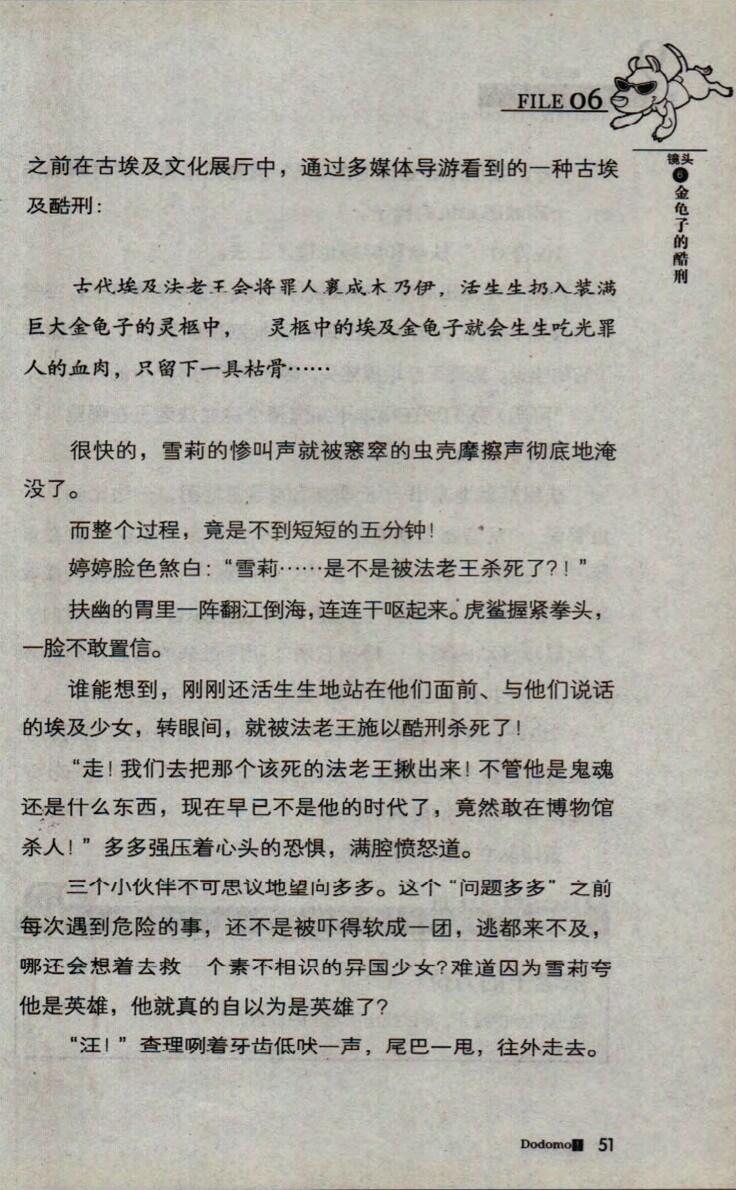 FILE 06
镜头
6
金龟子的酷刑
之前在古埃及文化展厅中，通过多媒体导游看到的一种古埃
及酷刑：
古代埃及法老王会将罪人裹成木乃伊，活生生扔入装满
巨大金龟子的灵柩中， 灵柩中的埃及金龟子就会生生吃光罪
人的血肉，只留下一具枯骨……
很快的，雪莉的惨叫声就被窸窣的虫壳摩擦声彻底地淹
没了。
而整个过程，竟是不到短短的五分钟！
婷婷脸色煞白：“雪莉……是不是被法老王杀死了？！”
扶幽的胃里一阵翻江倒海，连连干呕起来。虎鲨握紧拳头，
一脸不敢置信。
谁能想到，刚刚还活生生地站在他们面前、与他们说话
的埃及少女，转眼间，就被法老王施以酷刑杀死了！
“走！我们去把那个该死的法老王揪出来！不管他是鬼魂
还是什么东西，现在早已不是他的时代了，竟然敢在博物馆
杀人！”多多强压着心头的恐惧，满腔愤怒道。
三个小伙伴不可思议地望向多多。这个“问题多多”之前
每次遇到危险的事，还不是被吓得软成一团，逃都来不及，
哪还会想着去救 个素不相识的异国少女？难道因为雪莉夸
他是英雄，他就真的自以为是英雄了？
“汪！”查理咧着牙齿低吠一声，尾巴一甩，往外走去。
Dodomo1 51